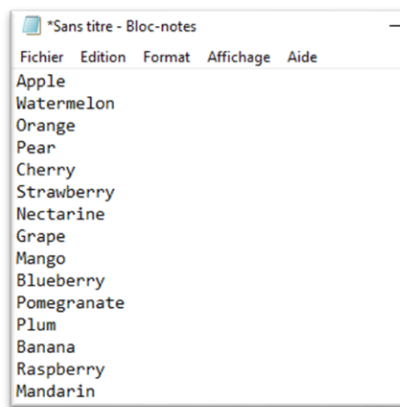 *Sans titre - Bloc-notes
Fichier Edition Format Affichage Aide
Apple
Watermelon
Orange
Pear
Cherry
Strawberry
Nectarine
Grape
Mango
Blueberry
Pomegranate
Plum
Banana
Raspberry
Mandarin